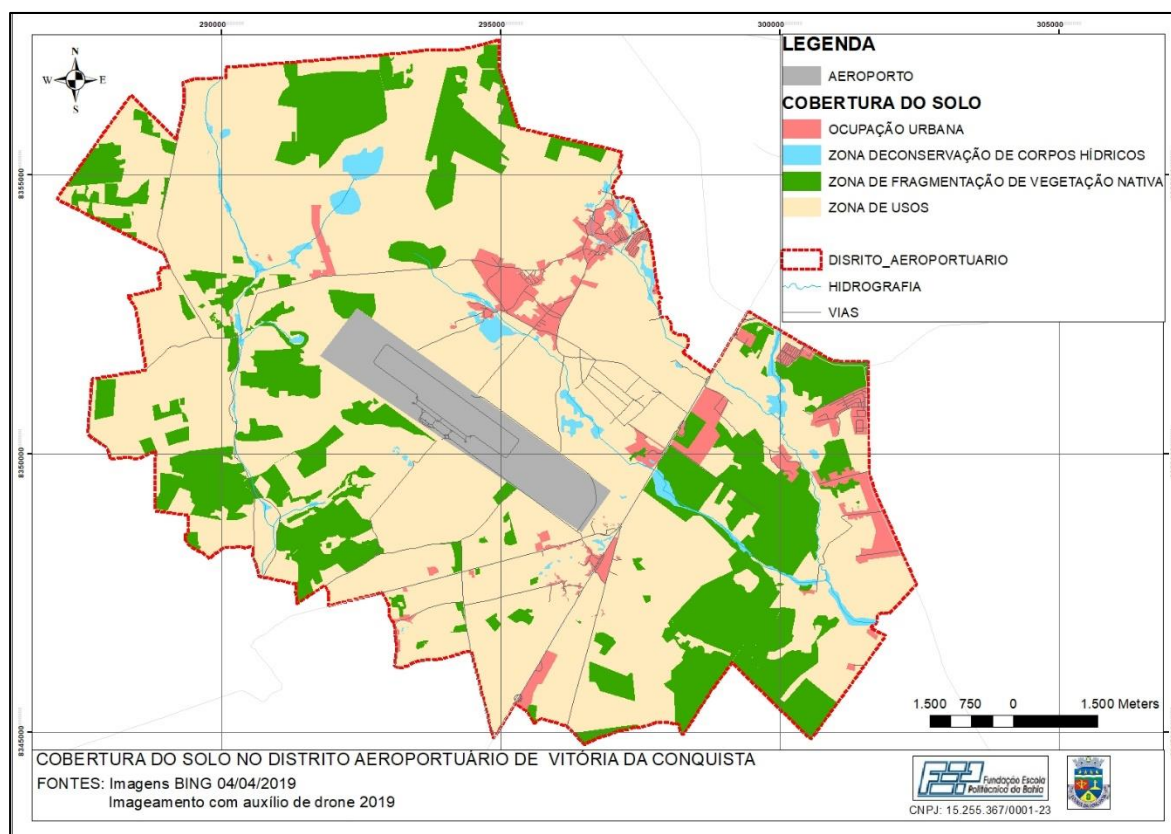 290000
295000
300000
305000
N
W E
S
8355000
8350000
8345000
LEGENDA
AEROPORTO
COBERTURA DO SOLO
OCUPAÇÃO URBANA
ZONA DECONSERVAÇÃO DE CORPOS HÍDRICOS
ZONA DE FRAGMENTAÇÃO DE VEGETAÇÃO NATIVA
ZONA DE USOS
DISRITO_AEROPORTUARIO
HIDROGRAFIA
VIAS
1.500 750 0 1.500 Meters
COBERTURA DO SOLO NO DISTRITO AEROPORTUÁRIO DE VITÓRIA DA CONQUISTA
FONTES: Imagens BING 04/04/2019
Imageamento com auxílio de drone 2019
FEP Fundação Escola
Politécnica da Bahia
CNPJ: 15.255.367/0001-23